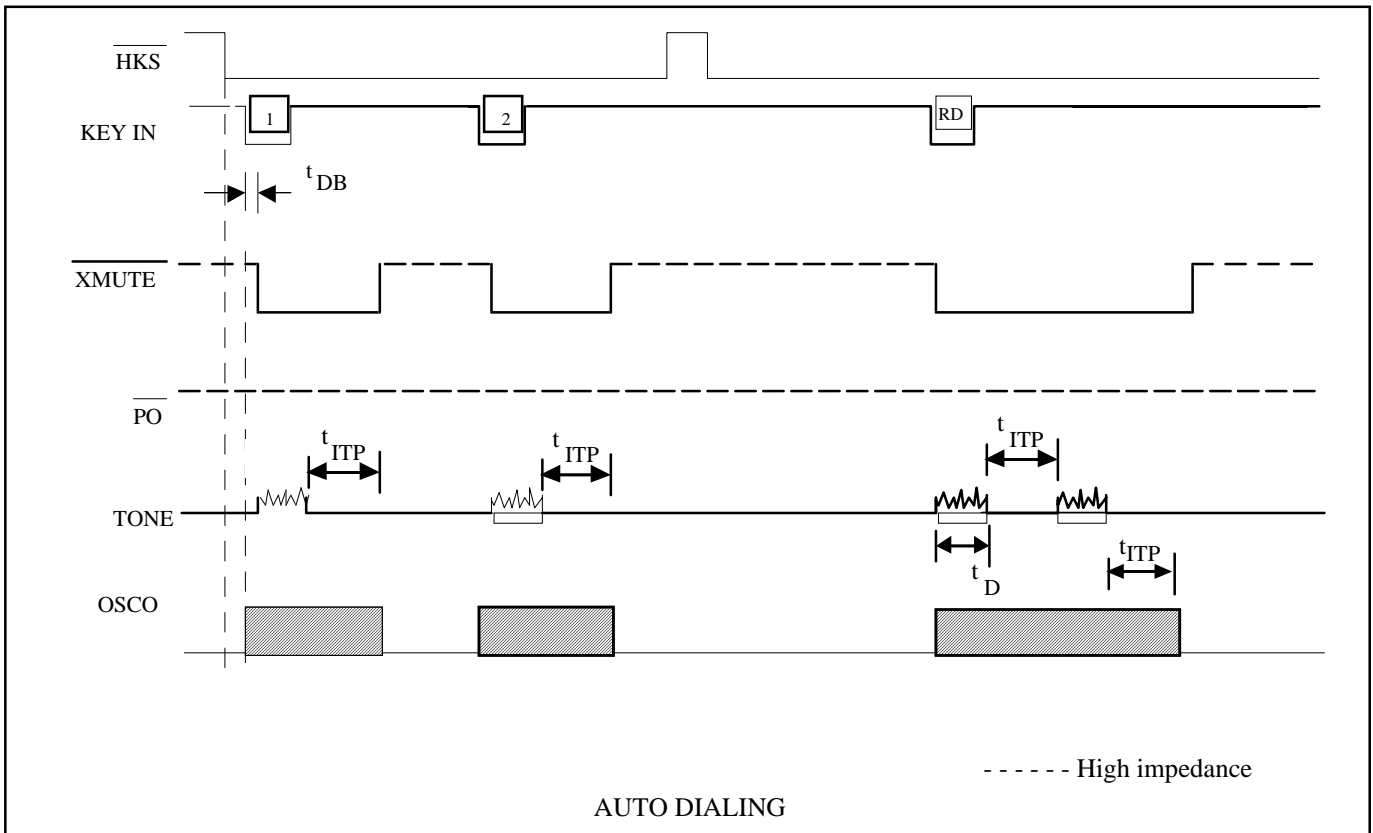 HKS
KEY IN
1
2
RD
t DB
XMUTE
PO
t ITP
t ITP
t ITP
TONE
t D
t ITP
OSCO
- - - - - - High impedance
AUTO DIALING